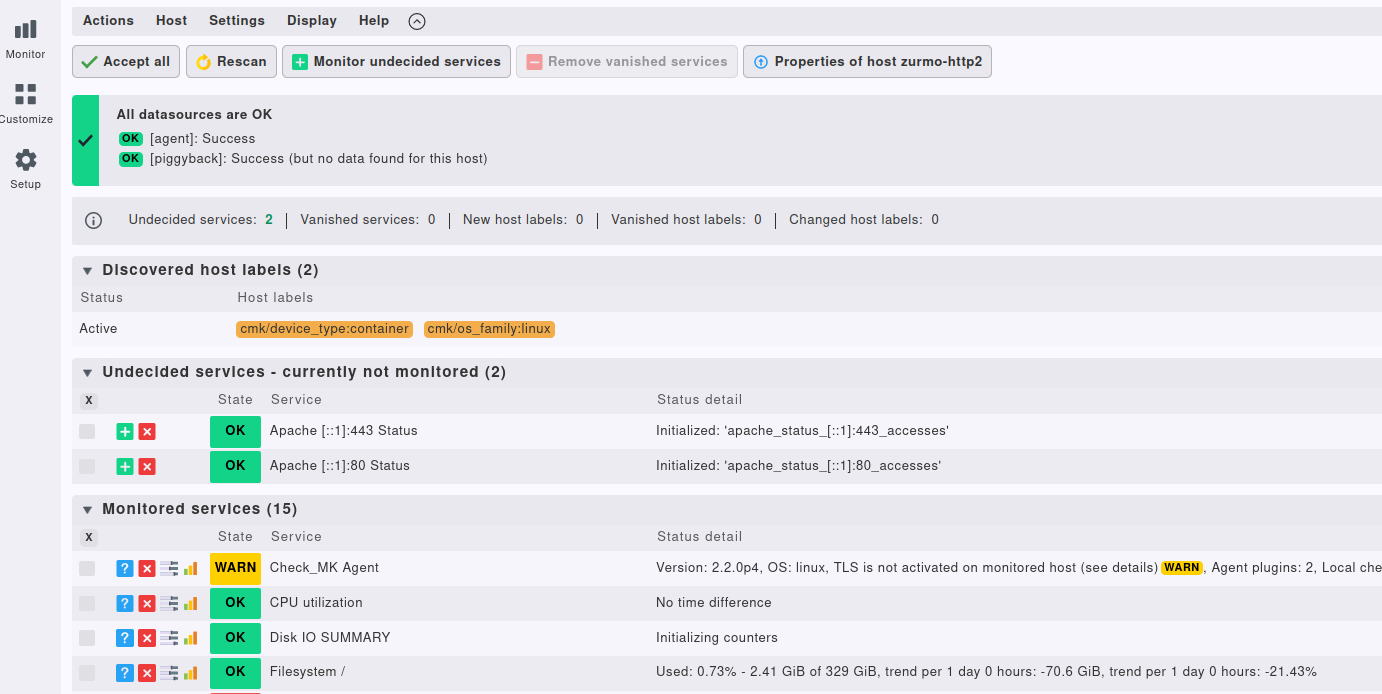 Actions Host Settings Display Help
Monitor
Accept all Rescan Monitor undecided services Remove vanished services Properties of host zurmo-http2
Customize
Setup
All datasources are OK
OK [agent]: Success
OK [piggyback]: Success (but no data found for this host)
Undecided services: 2 | Vanished services: 0 | New host labels: 0 | Vanished host labels: 0 | Changed host labels: 0
Discovered host labels (2)
Status Host labels
Active cmk/device_type:container cmk/os_family:linux
Undecided services - currently not monitored (2)
X State Service Status detail
OK Apache [::1]:443 Status Initialized: 'apache_status_[::1]:443_accesses'
OK Apache [::1]:80 Status Initialized: 'apache_status_[::1]:80_accesses'
Monitored services (15)
X State Service Status detail
WARN Check_MK Agent Version: 2.2.0p4, OS: linux, TLS is not activated on monitored host (see details) WARN, Agent plugins: 2, Local che
OK CPU utilization No time difference
OK Disk IO SUMMARY Initializing counters
OK Filesystem / Used: 0.73% - 2.41 GiB of 329 GiB, trend per 1 day 0 hours: -70.6 GiB, trend per 1 day 0 hours: -21.43%